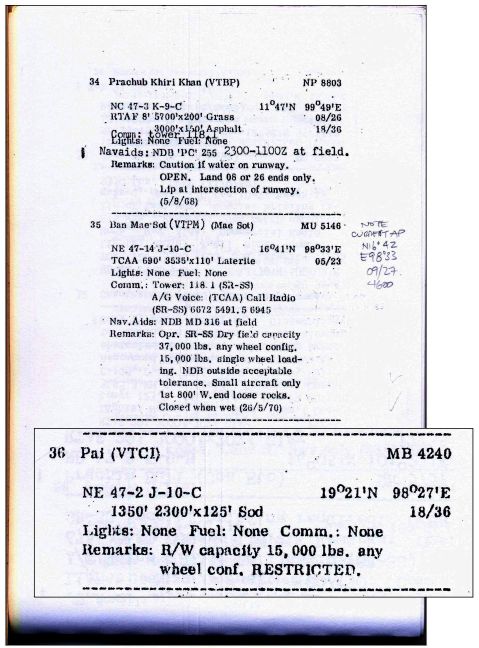 34 Prachub Khiri Khan (VTBP) NP 8803
NC 47-3 K-9-C 11°47'N 99°49'E
RTAF 8' 5700'x200' Grass 08/26
3000'x150' Asphalt 18/36
Comm: tower 118.1
Lights: None Fuel: None
Navaids: NDB 'PC' 255 2300-1100Z at field.
Remarks: Caution if water on runway.
OPEN. Land 08 or 26 ends only.
Lip at intersection of runway.
(5/8/68)
35 Ban Mae Sot (VTPM) (Mae Sot) MU 5146
NE 47-14 J-10-C 16°41'N 98°33'E
TCAA 690' 3535'x110' Laterite 05/23
Lights: None Fuel: None
Comm.: Tower: 118.1 (SR-SS)
A/G Voice: (TCAA) Call Radio
(SR-SS) 6672 5491.5 6945
Nav.Aids: NDB MD 316 at field
Remarks: Opr. SR-SS Dry field capacity
37,000 lbs. any wheel config.
15,000 lbs. single wheel load-
ing. NDB outside acceptable
tolerance. Small aircraft only
1st 800' W.end loose rocks.
Closed when wet (26/5/70)
NOTE
CURRENT AP
N16°42
E98°33
09/27
4600
36 Pai (VTCI) MB 4240
NE 47-2 J-10-C 19°21'N 98°27'E
1350' 2300'x125' Sod 18/36
Lights: None Fuel: None Comm.: None
Remarks: R/W capacity 15,000 lbs. any
wheel conf. RESTRICTED.